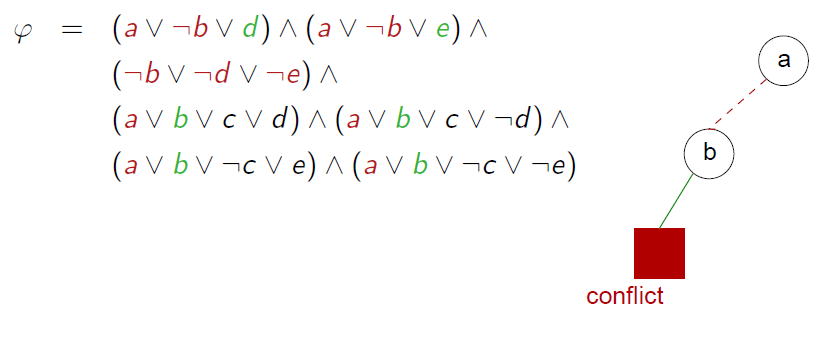 φ = (a ∨ ¬b ∨ d) ∧ (a ∨ ¬b ∨ e) ∧
(¬b ∨ ¬d ∨ ¬e) ∧
(a ∨ b ∨ c ∨ d) ∧ (a ∨ b ∨ c ∨ ¬d) ∧
(a ∨ b ∨ ¬c ∨ e) ∧ (a ∨ b ∨ ¬c ∨ ¬e)
a
b
conflict